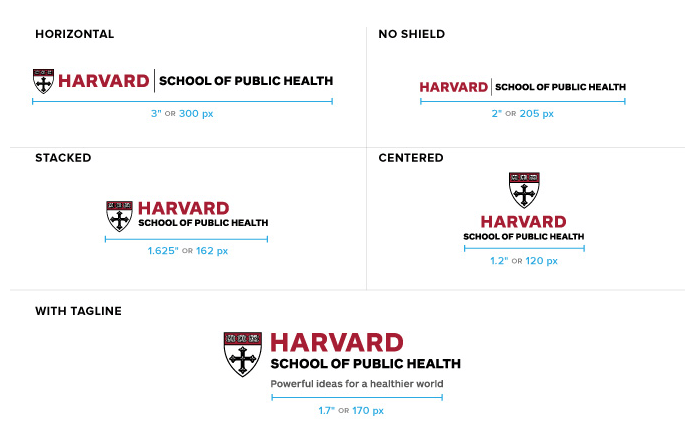 HORIZONTAL
HARVARD | SCHOOL OF PUBLIC HEALTH
3" OR 300 px
NO SHIELD
HARVARD | SCHOOL OF PUBLIC HEALTH
2" OR 205 px
STACKED
HARVARD
SCHOOL OF PUBLIC HEALTH
1.625" OR 162 px
CENTERED
HARVARD
SCHOOL OF PUBLIC HEALTH
1.2" OR 120 px
WITH TAGLINE
HARVARD
SCHOOL OF PUBLIC HEALTH
Powerful ideas for a healthier world
1.7" OR 170 px